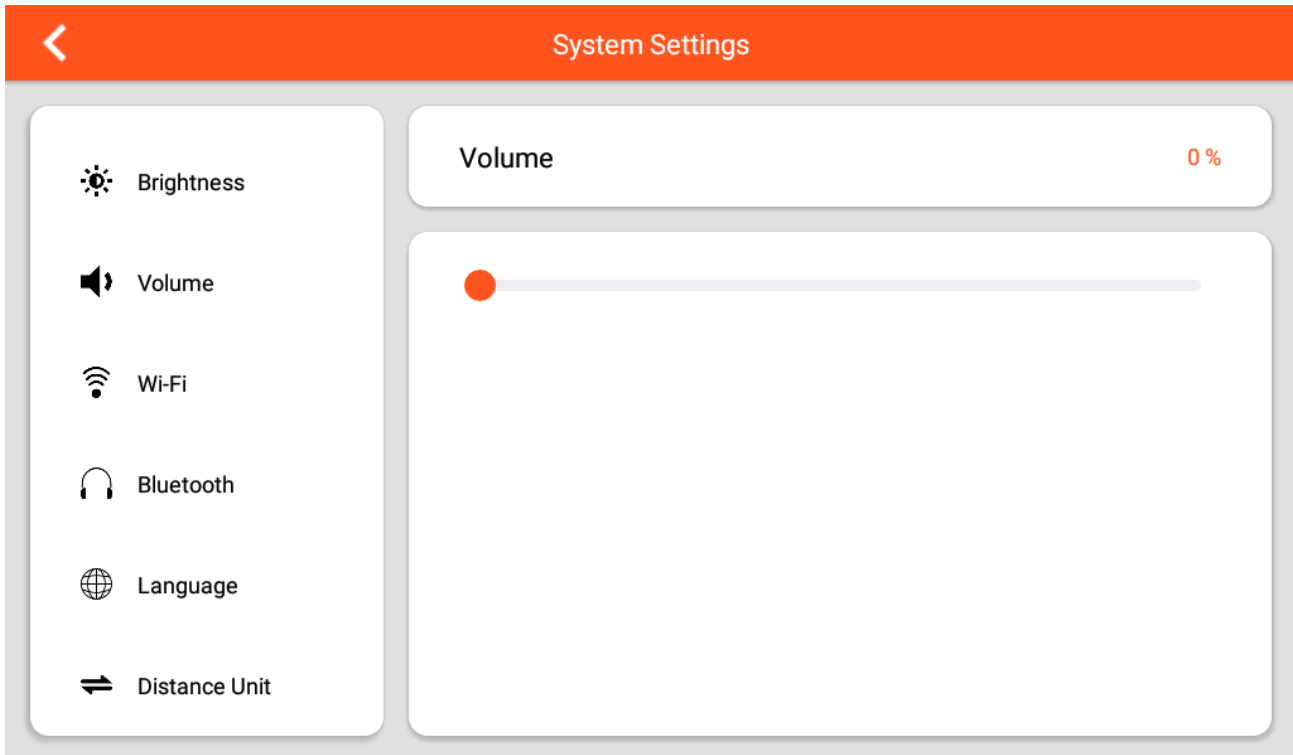 System Settings
Brightness
Volume
Wi-Fi
Bluetooth
Language
Distance Unit
Volume
0 %